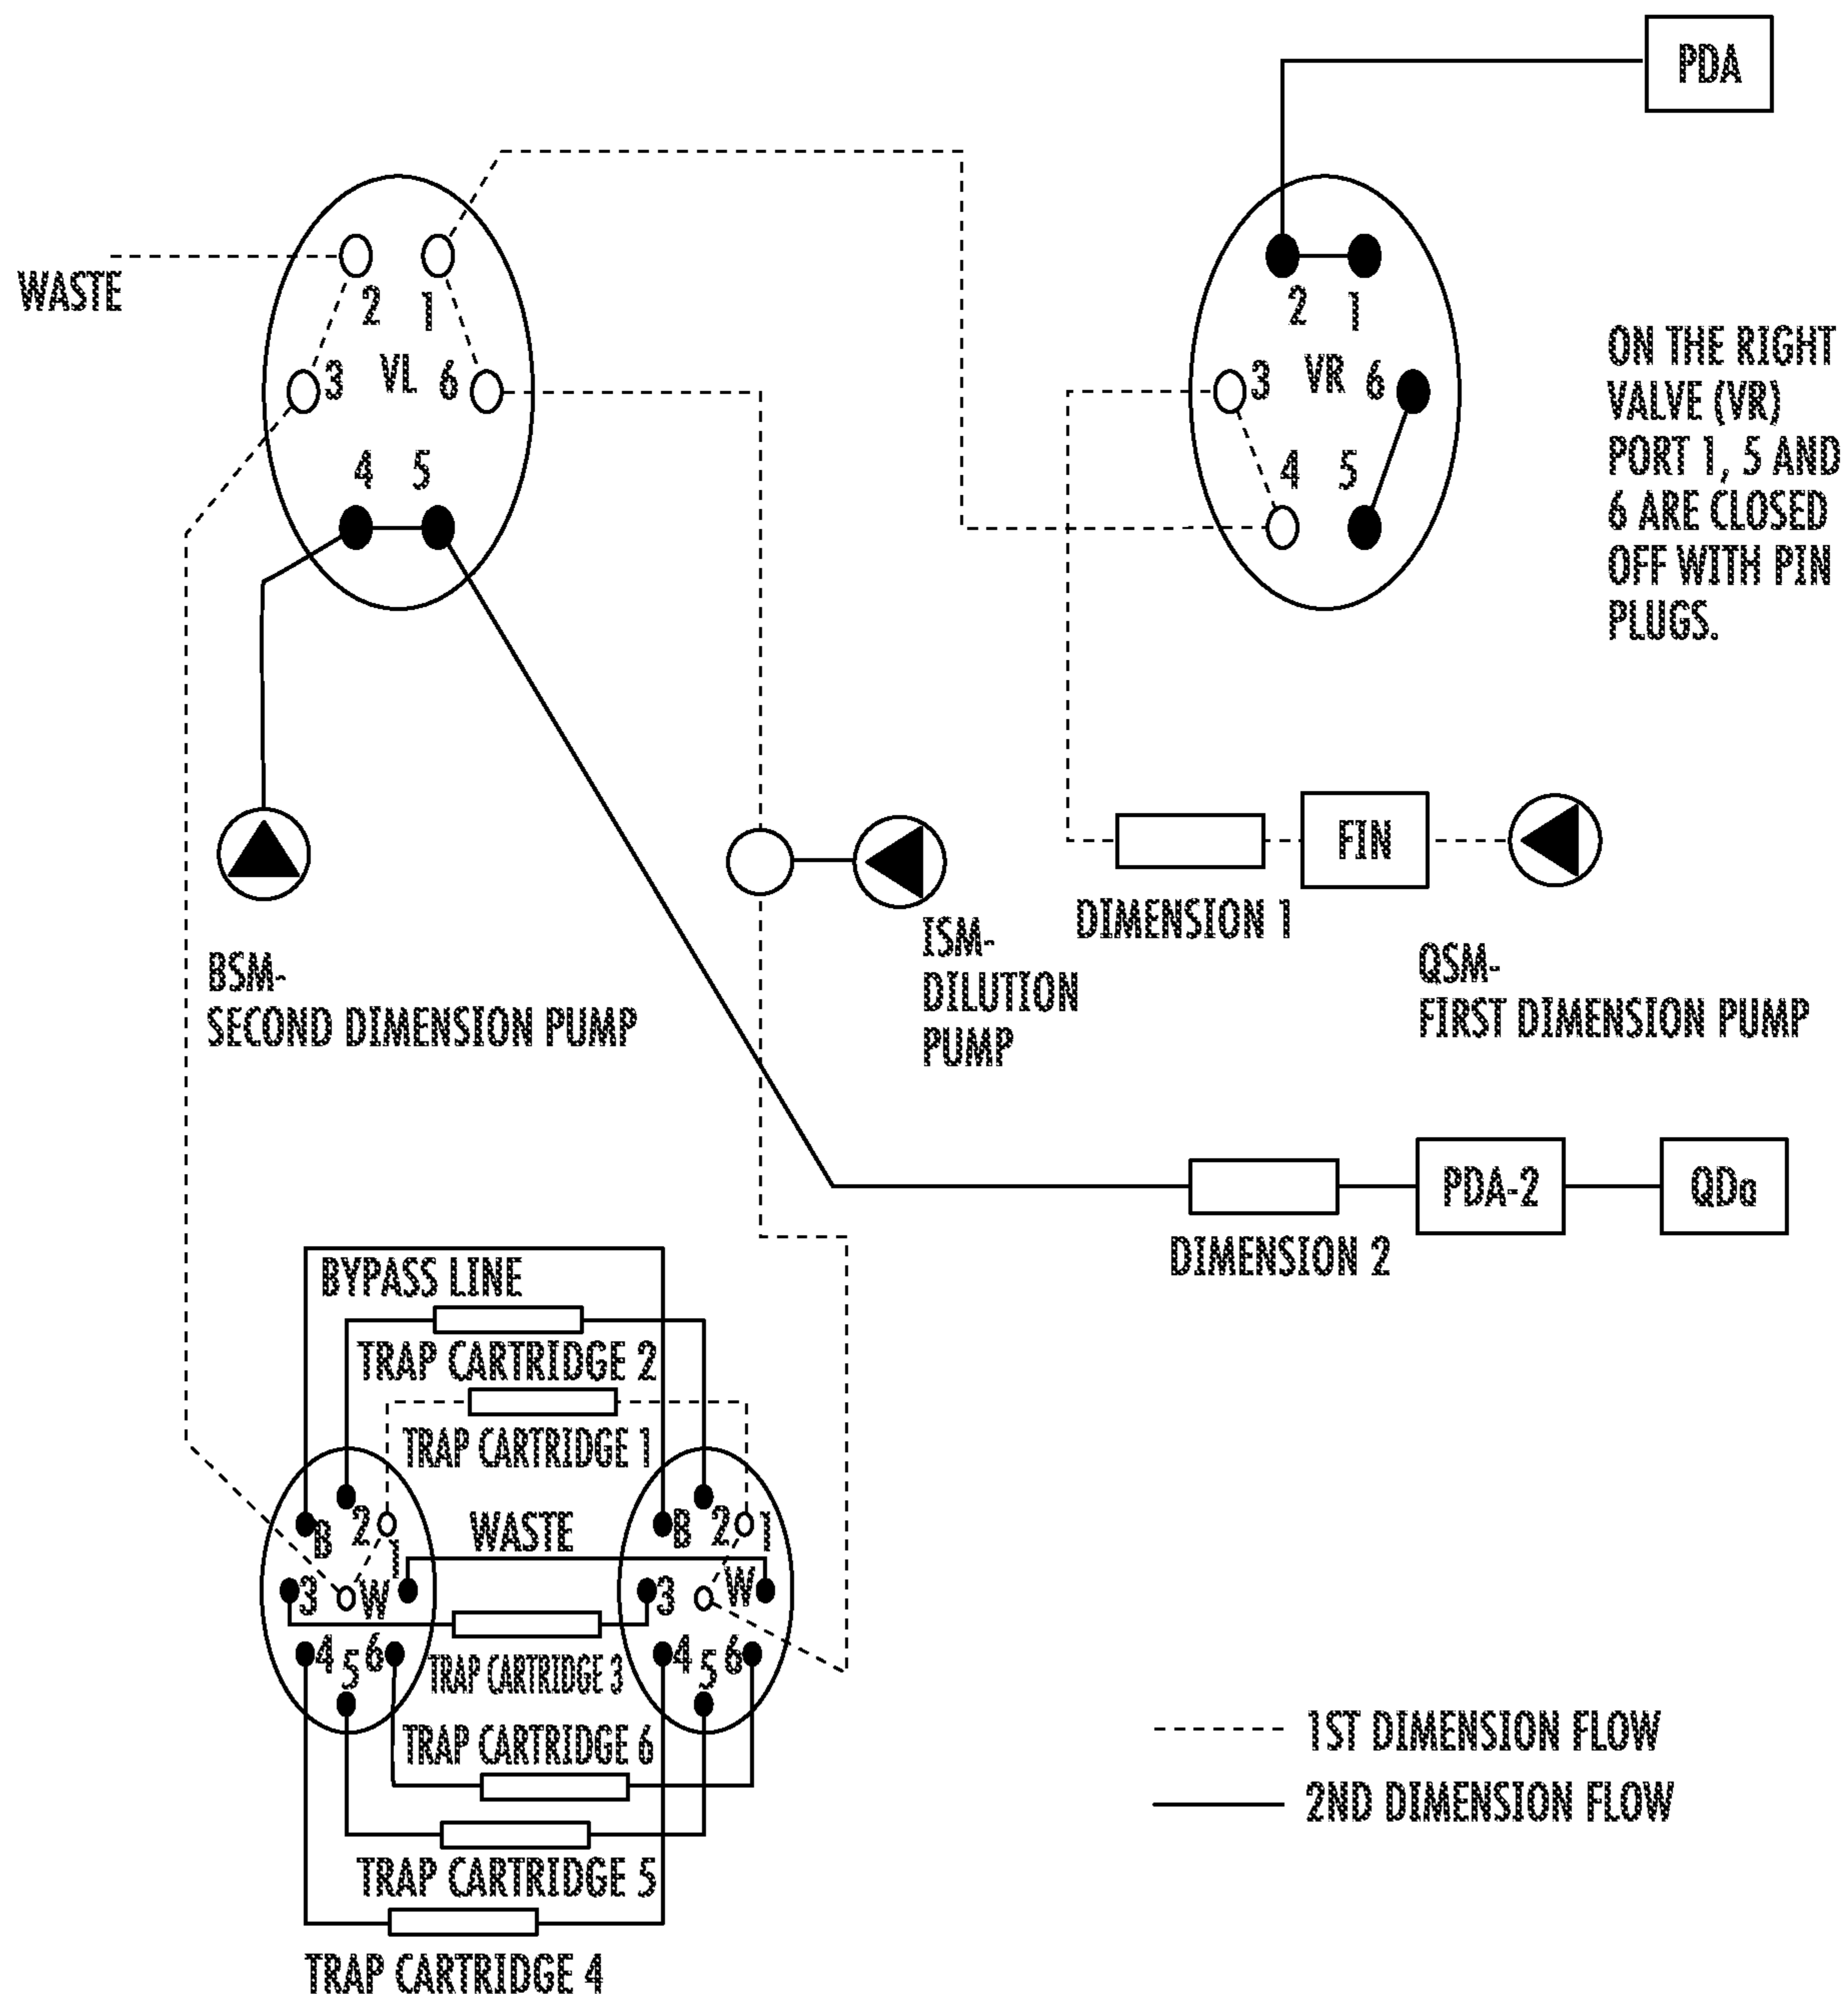 PDA
WASTE
2 1
3 VL 6
4 5
2 1
3 VR 6
4 5
ON THE RIGHT
VALVE (VR)
PORT 1, 5 AND
6 ARE CLOSED
OFF WITH PIN
PLUGS.
FIN
DIMENSION 1
BSM-
SECOND DIMENSION PUMP
ISM-
DILUTION
PUMP
QSM-
FIRST DIMENSION PUMP
PDA-2
QDa
DIMENSION 2
BYPASS LINE
TRAP CARTRIDGE 2
TRAP CARTRIDGE 1
B 2 1
WASTE
B 2 1
3 W
3 W
4 5 6
TRAP CARTRIDGE 3
4 5 6
TRAP CARTRIDGE 6
TRAP CARTRIDGE 5
TRAP CARTRIDGE 4
1ST DIMENSION FLOW
2ND DIMENSION FLOW